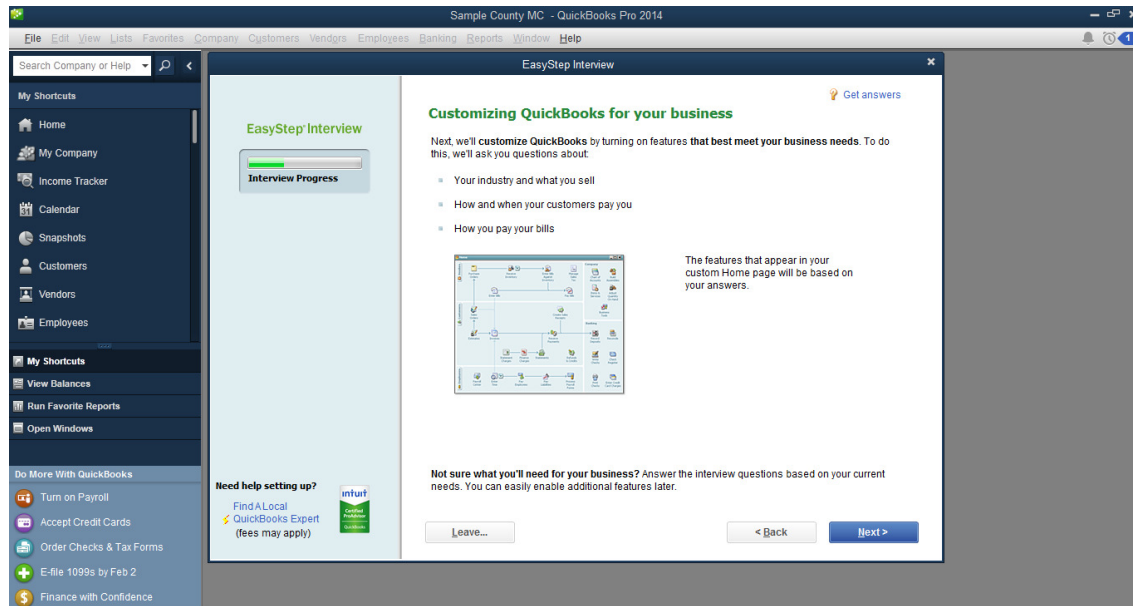 Sample County MC - QuickBooks Pro 2014
File Edit View Lists Favorites Company Customers Vendors Employees Banking Reports Window Help
1
Search Company or Help
My Shortcuts
Home
My Company
Income Tracker
Calendar
Snapshots
Customers
Vendors
Employees
My Shortcuts
View Balances
Run Favorite Reports
Open Windows
Do More With QuickBooks
Turn on Payroll
Accept Credit Cards
Order Checks & Tax Forms
E-file 1099s by Feb 2
Finance with Confidence
EasyStep Interview
EasyStep Interview
Interview Progress
Need help setting up?
Find A Local
QuickBooks Expert
(fees may apply)
intuit
Get answers
Customizing QuickBooks for your business
Next, we'll customize QuickBooks by turning on features that best meet your business needs. To do
this, we'll ask you questions about:
Your industry and what you sell
How and when your customers pay you
How you pay your bills
The features that appear in your
custom Home page will be based on
your answers.
Not sure what you'll need for your business? Answer the interview questions based on your current
needs. You can easily enable additional features later.
Leave...
< Back
Next >